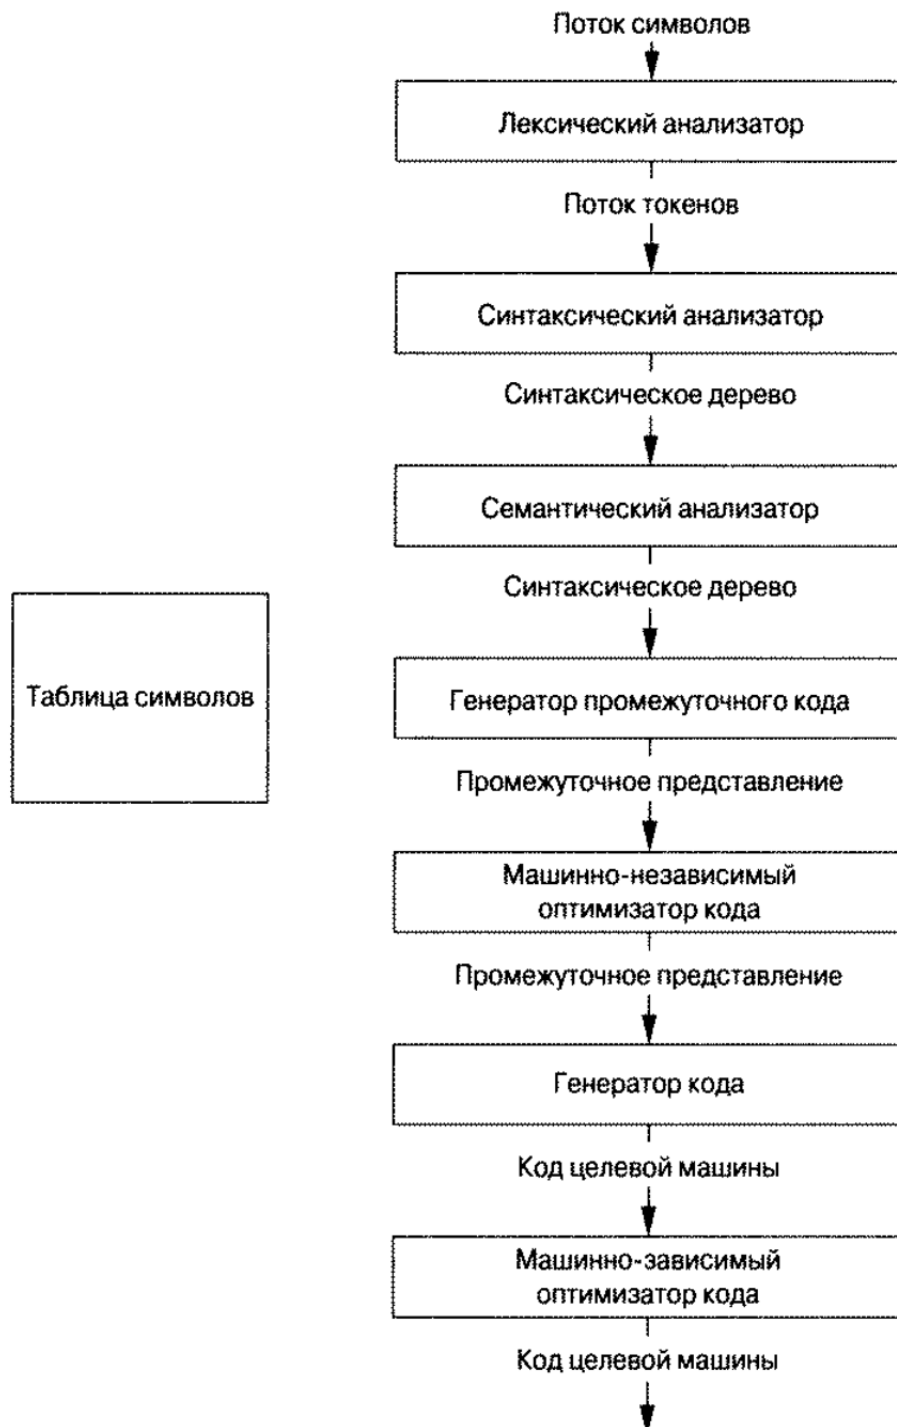 Поток символов
Лексический анализатор
Поток токенов
Синтаксический анализатор
Синтаксическое дерево
Семантический анализатор
Синтаксическое дерево
Таблица символов
Генератор промежуточного кода
Промежуточное представление
Машинно-независимый
оптимизатор кода
Промежуточное представление
Генератор кода
Код целевой машины
Машинно-зависимый
оптимизатор кода
Код целевой машины